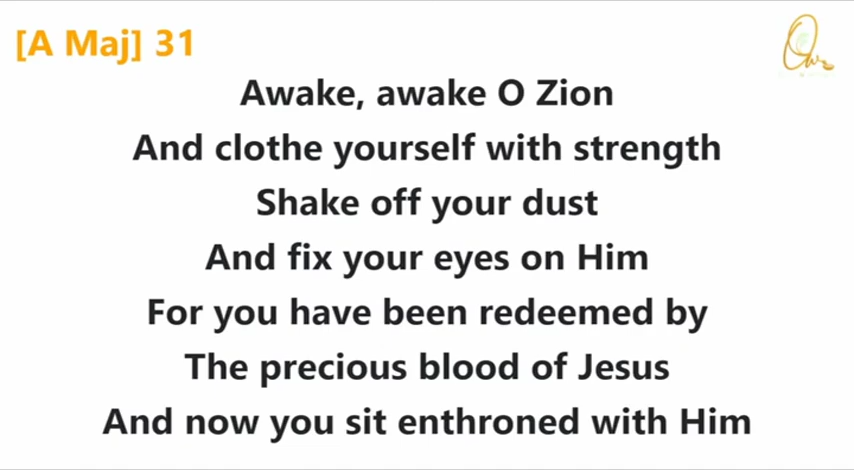 [A Maj] 31
Awake, awake O Zion
And clothe yourself with strength
Shake off your dust
And fix your eyes on Him
For you have been redeemed by
The precious blood of Jesus
And now you sit enthroned with Him